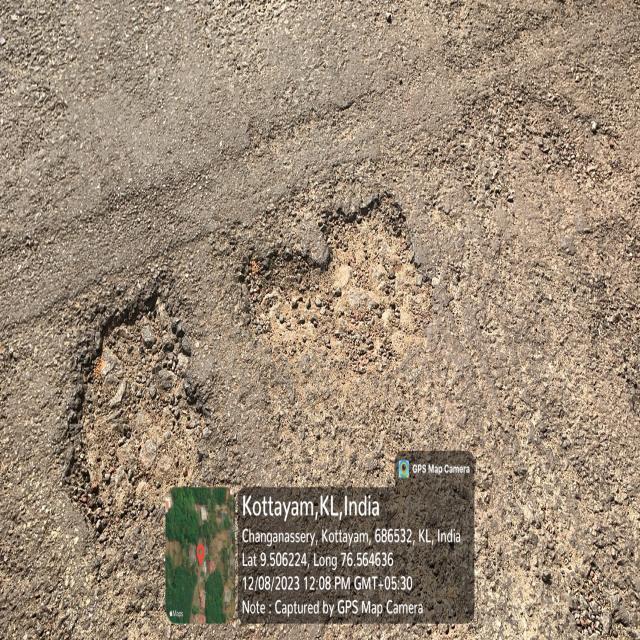 GPS Map Camera
Kottayam,KL,India
Changanassery, Kottayam, 686532, KL, India
Lat 9.506224, Long 76.564636
12/08/2023 12:08 PM GMT+05:30
Note : Captured by GPS Map Camera
Maps